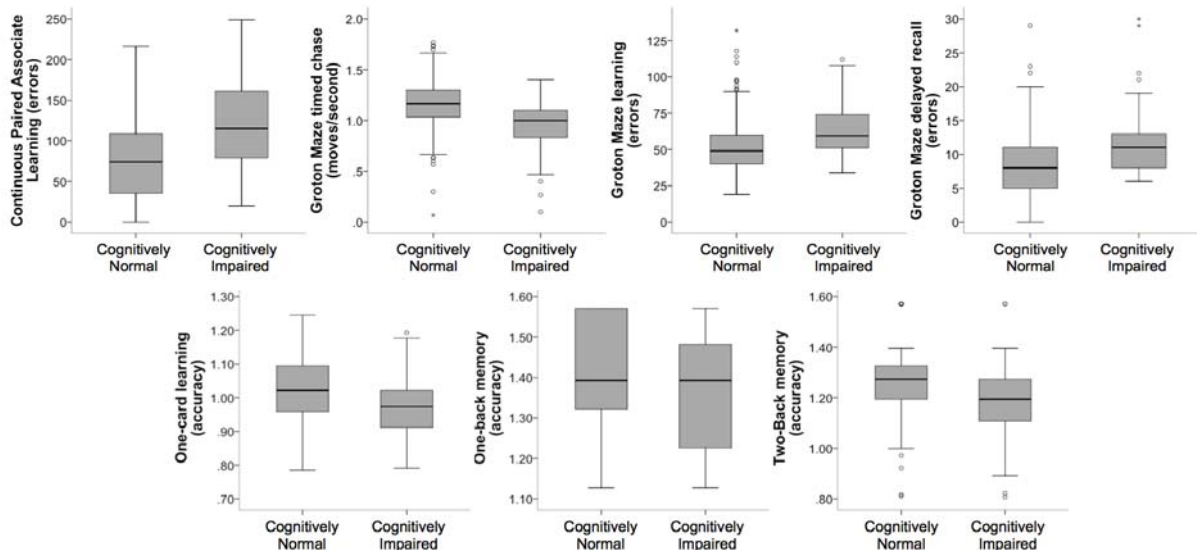 Continuous Paired Associate
Learning (errors)
250
200
150
100
50
0
Cognitively
Normal
Cognitively
Impaired
Groton Maze timed chase
(moves/second)
2.0
1.5
1.0
.5
.0
Cognitively
Normal
Cognitively
Impaired
Groton Maze learning
(errors)
125
100
75
50
25
0
Cognitively
Normal
Cognitively
Impaired
Groton Maze delayed recall
(errors)
30
25
20
15
10
5
0
Cognitively
Normal
Cognitively
Impaired
One-card learning
(accuracy)
1.30
1.20
1.10
1.00
.90
.80
.70
Cognitively
Normal
Cognitively
Impaired
One-back memory
(accuracy)
1.60
1.50
1.40
1.30
1.20
1.10
Cognitively
Normal
Cognitively
Impaired
Two-Back memory
(accuracy)
1.60
1.40
1.20
1.00
.80
Cognitively
Normal
Cognitively
Impaired